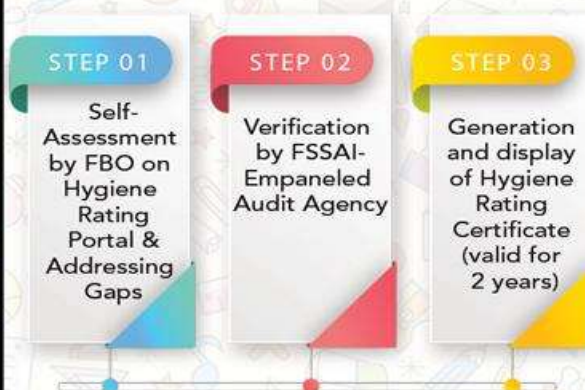 STEP 01
Self-
Assessment
by FBO on
Hygiene
Rating
Portal &
Addressing
Gaps
STEP 02
Verification
by FSSAI-
Empaneled
Audit Agency
STEP 03
Generation
and display
of Hygiene
Rating
Certificate
(valid for
2 years)